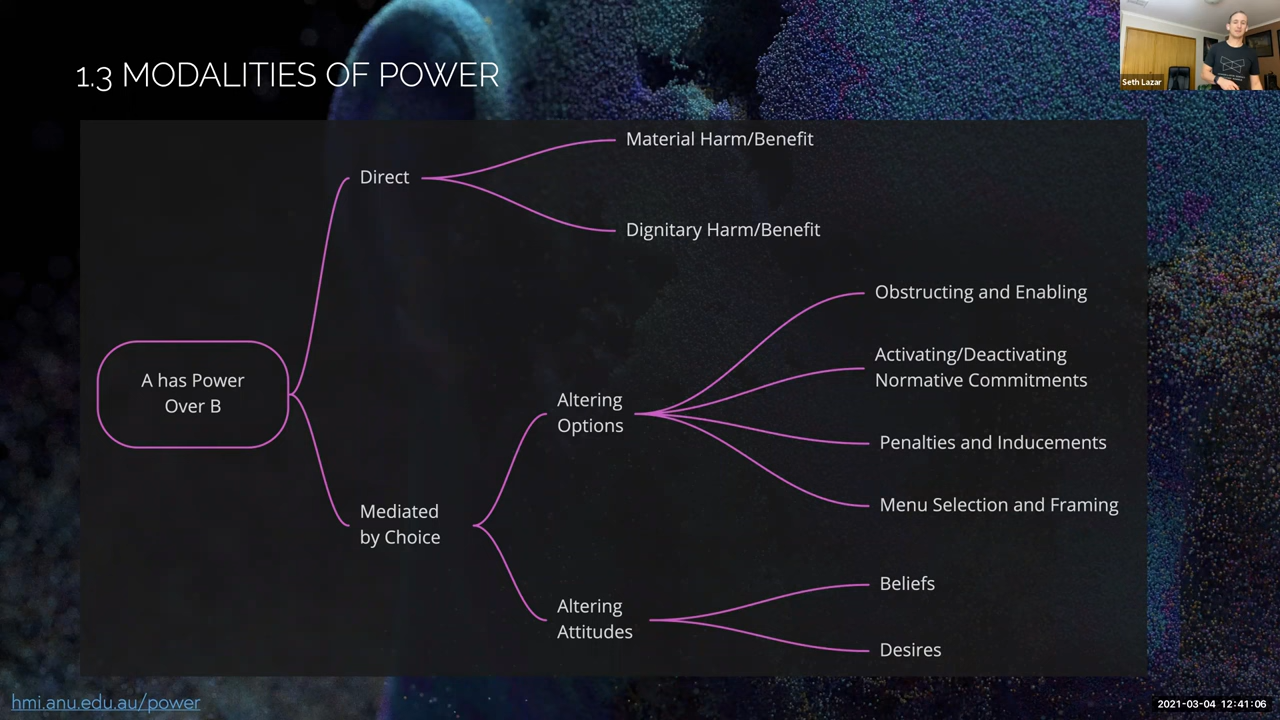 1.3 MODALITIES OF POWER
Seth Lazar
Material Harm/Benefit
Direct
Dignitary Harm/Benefit
Obstructing and Enabling
Activating/Deactivating
Normative Commitments
A has Power
Over B
Altering
Options
Penalties and Inducements
Menu Selection and Framing
Mediated
by Choice
Beliefs
Altering
Attitudes
Desires
hmi.anu.edu.au/power
2021-03-04 12:41:06